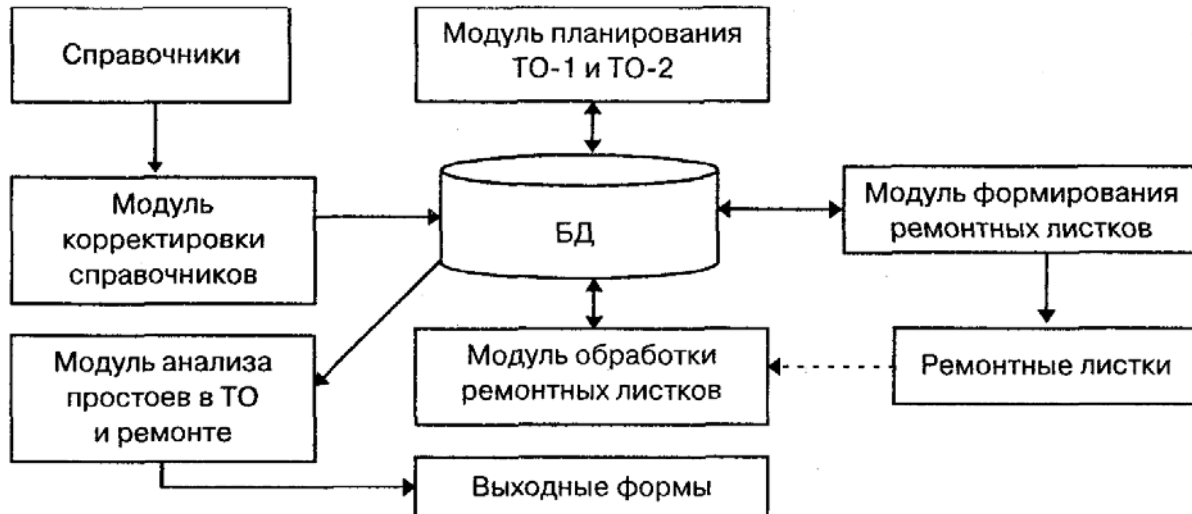 Справочники
Модуль планирования
ТО-1 и ТО-2
Модуль
корректировки
справочников
БД
Модуль формирования
ремонтных листков
Модуль анализа
простоев в ТО
и ремонте
Модуль обработки
ремонтных листков
Ремонтные листки
Выходные формы